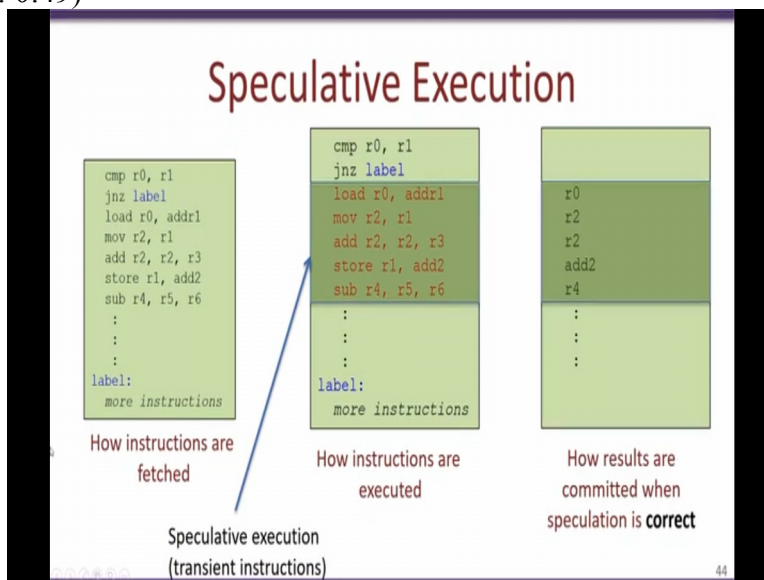 : 0:49)
Speculative Execution
cmp r0, r1
jnz label
load r0, addr1
mov r2, r1
add r2, r2, r3
store r1, add2
sub r4, r5, r6
:
:
:
label:
more instructions
How instructions are
fetched
cmp r0, r1
jnz label
load r0, addr1
mov r2, r1
add r2, r2, r3
store r1, add2
sub r4, r5, r6
:
:
:
label:
more instructions
How instructions are
executed
r0
r2
r2
add2
r4
:
:
:
How results are
committed when
speculation is correct
Speculative execution
(transient instructions)
44